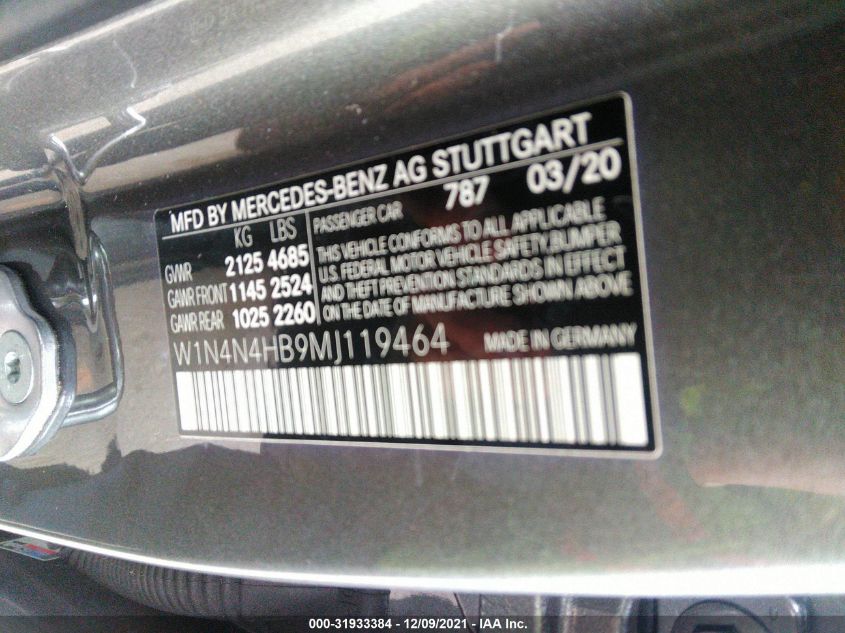 MFD BY MERCEDES-BENZ AG STUTTGART
KG LBS
GWR 2125 4685
GAWR FRONT 1145 2524
GAWR REAR 1025 2260
PASSENGER CAR 787 03/20
THIS VEHICLE CONFORMS TO ALL APPLICABLE
U.S. FEDERAL MOTOR VEHICLE SAFETY, BUMPER
AND THEFT PREVENTION STANDARDS IN EFFECT
ON THE DATE OF MANUFACTURE SHOWN ABOVE
W1N4N4HB9MJ119464 MADE IN GERMANY
000-31933384 - 12/09/2021 - IAA Inc.